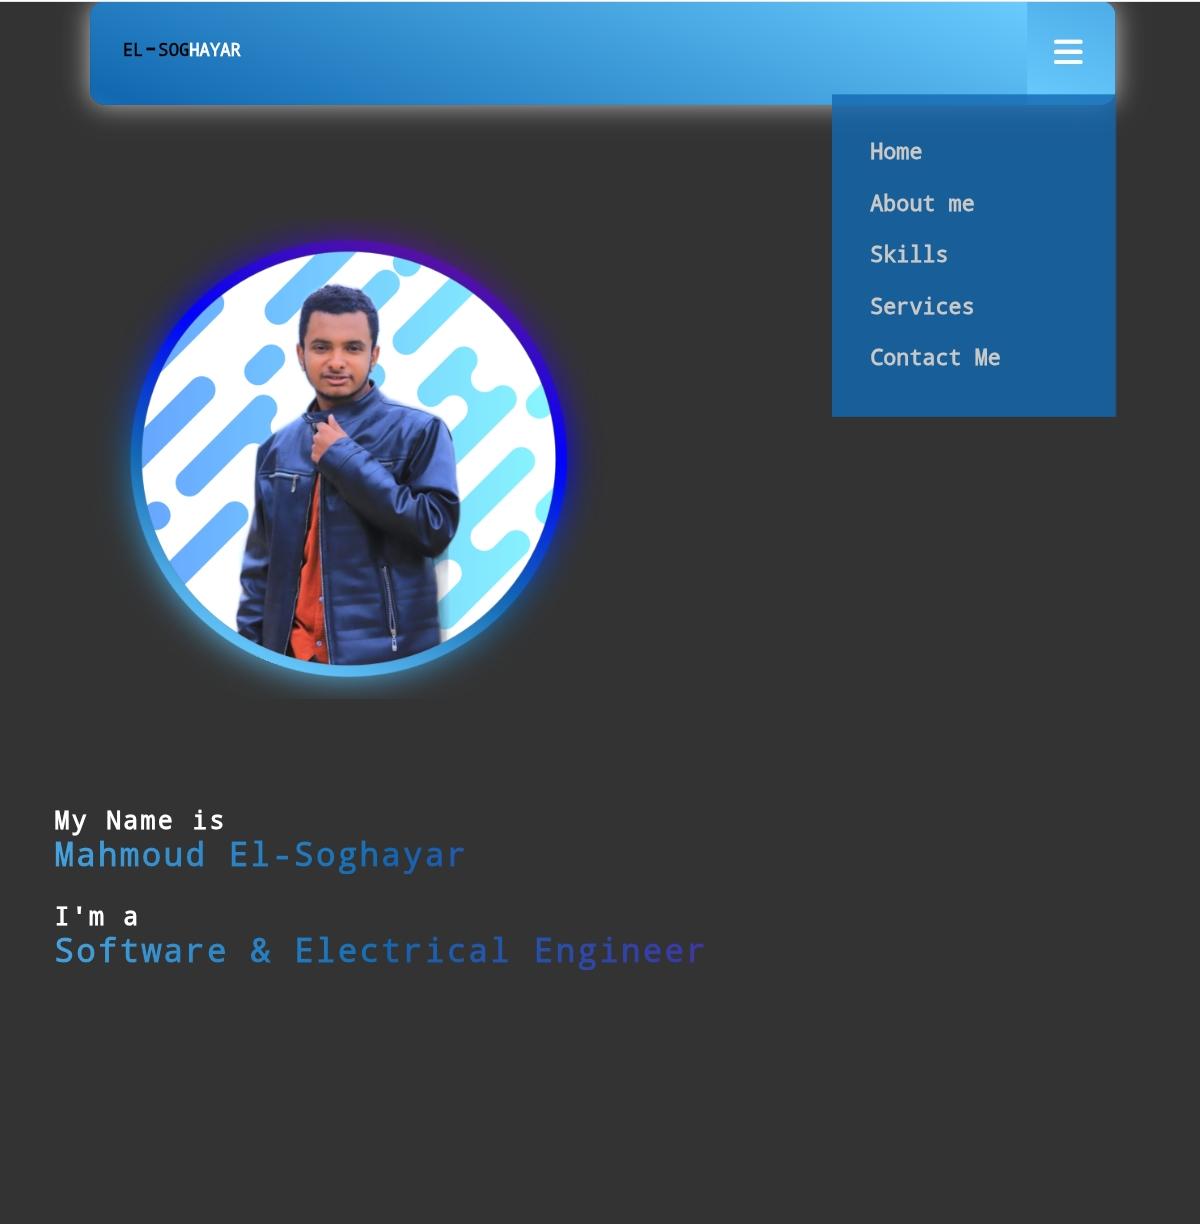 EL-SOGHAYAR
Home
About me
Skills
Services
Contact Me
My Name is
Mahmoud El-Soghayar
I'm a
Software & Electrical Engineer